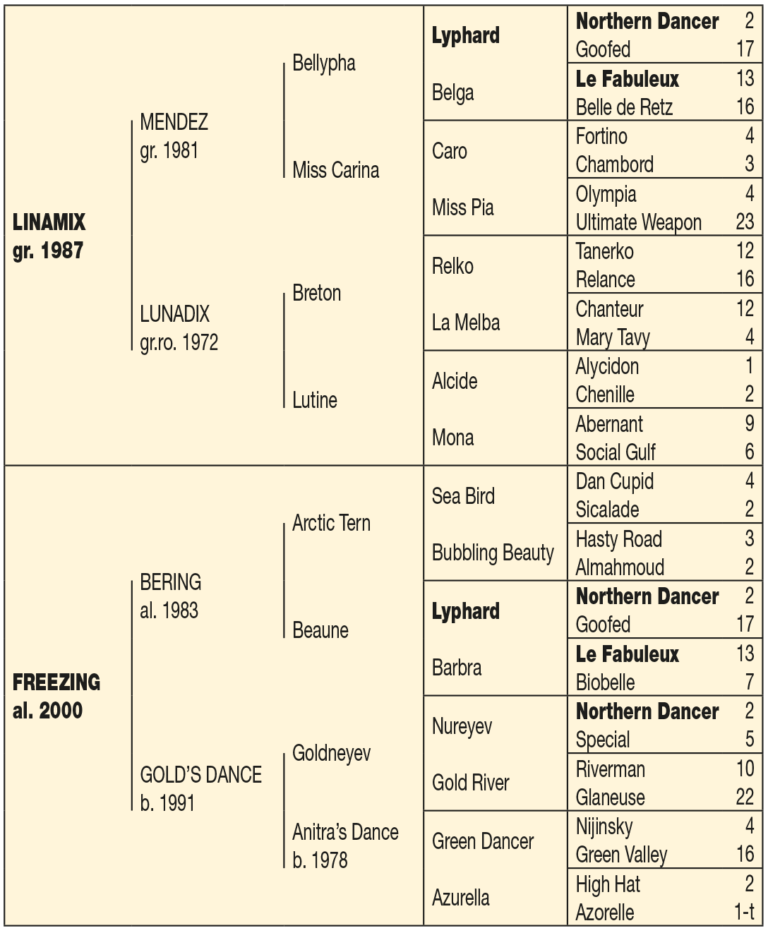 LINAMIX
gr. 1987
MENDEZ
gr. 1981
LUNADIX
gr.ro. 1972
Bellypha
Miss Carina
Breton
Lutine
Lyphard
Belga
Caro
Miss Pia
Relko
La Melba
Alcide
Mona
Northern Dancer 2
Goofed 17
Le Fabuleux 13
Belle de Retz 16
Fortino 4
Chambord 3
Olympia 4
Ultimate Weapon 23
Tanerko 12
Relance 16
Chanteur 12
Mary Tavy 4
Alycidon 1
Chenille 2
Abernant 9
Social Gulf 6
FREEZING
al. 2000
BERING
al. 1983
GOLD'S DANCE
b. 1991
Arctic Tern
Beaune
Goldneyev
Anitra's Dance
b. 1978
Sea Bird
Bubbling Beauty
Lyphard
Barbra
Nureyev
Gold River
Green Dancer
Azurella
Dan Cupid 4
Sicalade 2
Hasty Road 3
Almahmoud 2
Northern Dancer 2
Goofed 17
Le Fabuleux 13
Biobelle 7
Northern Dancer 2
Special 5
Riverman 10
Glaneuse 22
Nijinsky 4
Green Valley 16
High Hat 2
Azorelle 1-t